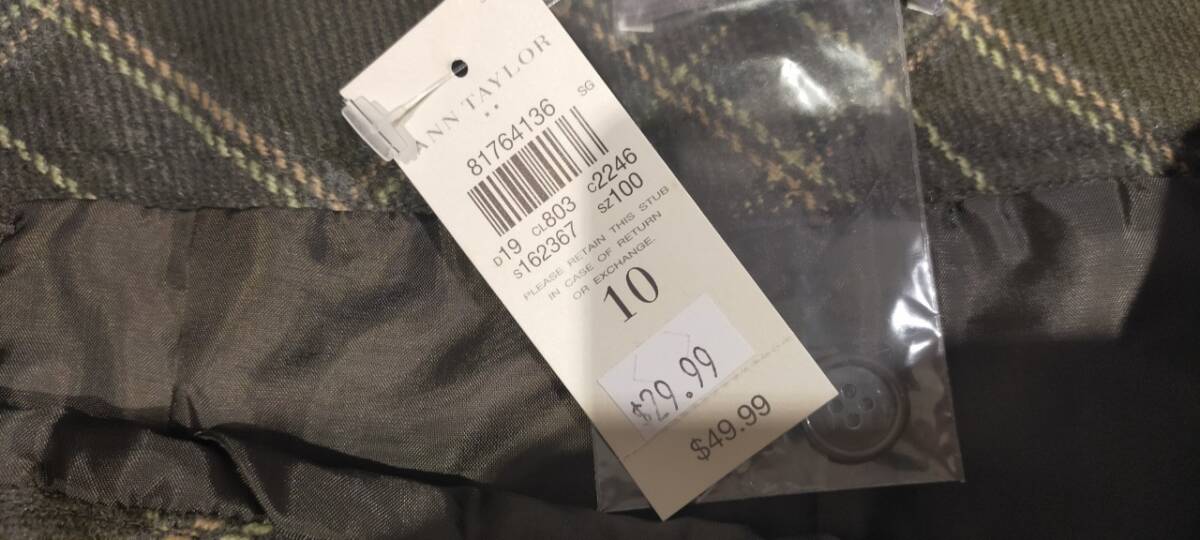 ANN TAYLOR
81764136 SG
D19 CL803 C2246
S162367 SZ100
PLEASE RETAIN THIS STUB
IN CASE OF RETURN
OR EXCHANGE.
10
$29.99
$49.99